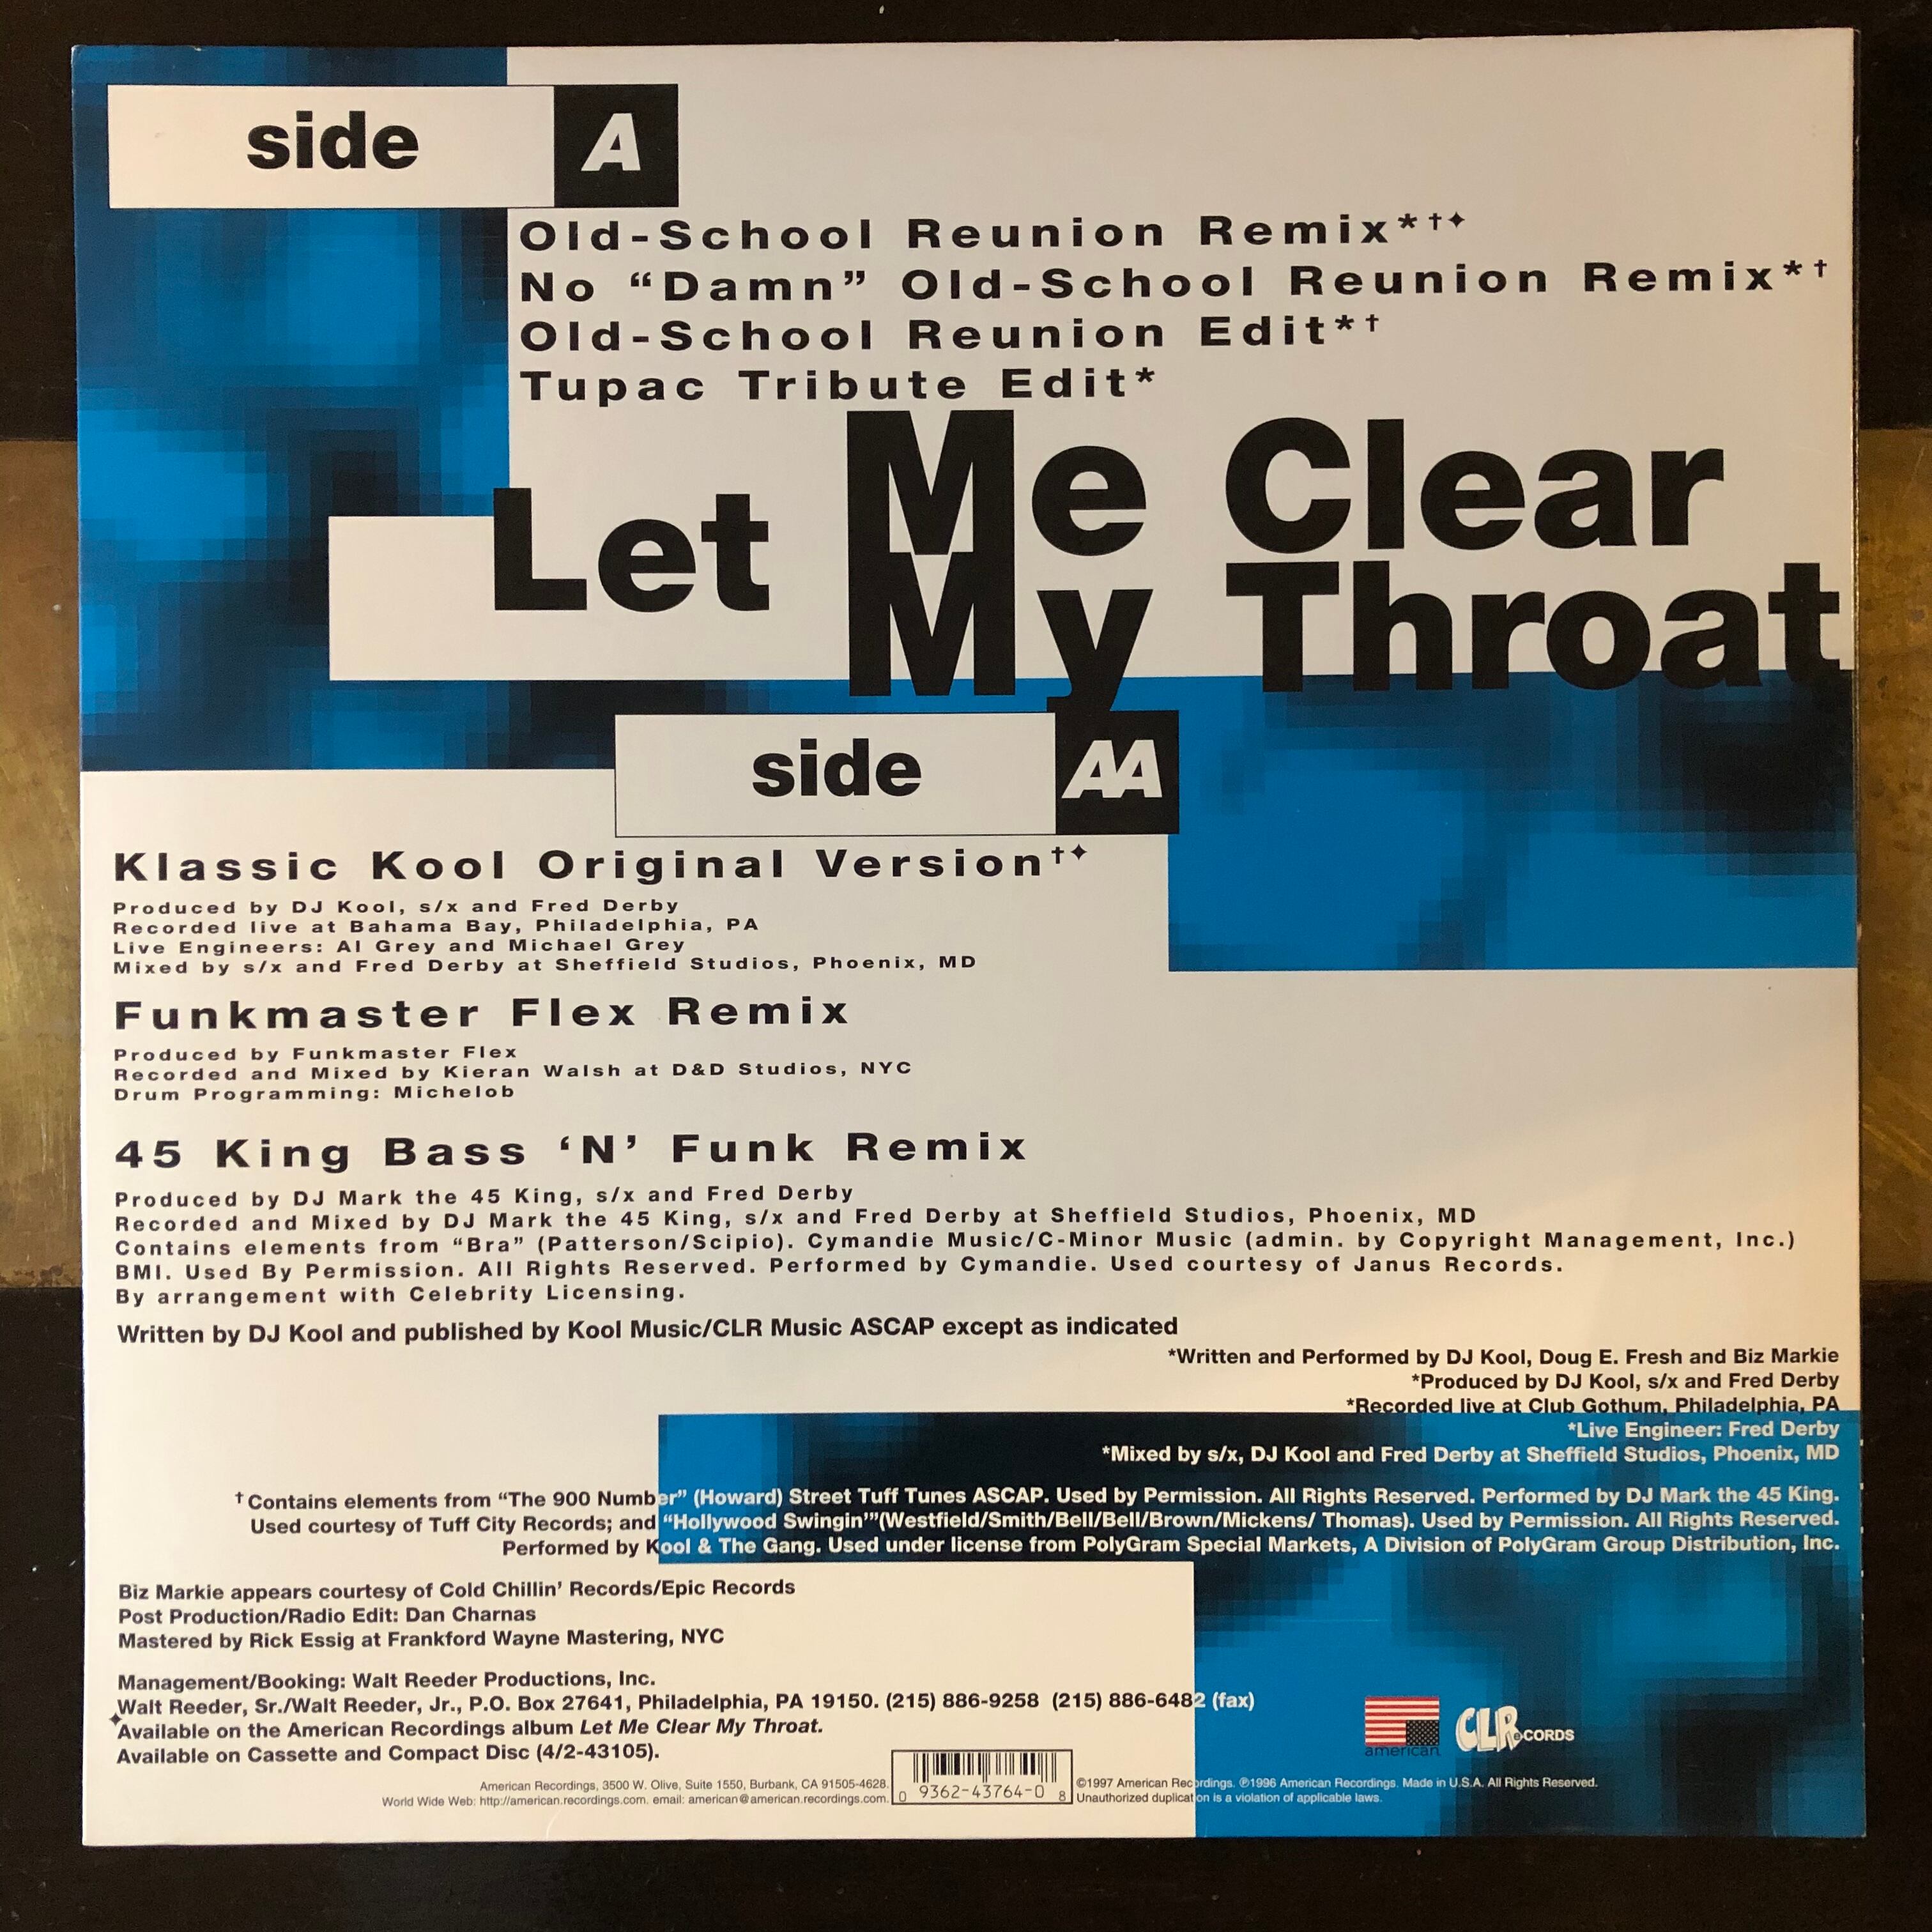 side A
Old-School Reunion Remix*†✦
No “Damn” Old-School Reunion Remix*†
Old-School Reunion Edit*†
Tupac Tribute Edit*
Let Me Clear
My Throat
side AA
Klassic Kool Original Version†✦
Produced by DJ Kool, s/x and Fred Derby
Recorded live at Bahama Bay, Philadelphia, PA
Live Engineers: Al Grey and Michael Grey
Mixed by s/x and Fred Derby at Sheffield Studios, Phoenix, MD
Funkmaster Flex Remix
Produced by Funkmaster Flex
Recorded and Mixed by Kieran Walsh at D&D Studios, NYC
Drum Programming: Michelob
45 King Bass ‘N’ Funk Remix
Produced by DJ Mark the 45 King, s/x and Fred Derby
Recorded and Mixed by DJ Mark the 45 King, s/x and Fred Derby at Sheffield Studios, Phoenix, MD
Contains elements from “Bra” (Patterson/Scipio). Cymandie Music/C-Minor Music (admin. by Copyright Management, Inc.)
BMI. Used By Permission. All Rights Reserved. Performed by Cymandie. Used courtesy of Janus Records.
By arrangement with Celebrity Licensing.
Written by DJ Kool and published by Kool Music/CLR Music ASCAP except as indicated
*Written and Performed by DJ Kool, Doug E. Fresh and Biz Markie
*Produced by DJ Kool, s/x and Fred Derby
*Recorded live at Club Gothum, Philadelphia, PA
*Live Engineer: Fred Derby
*Mixed by s/x, DJ Kool and Fred Derby at Sheffield Studios, Phoenix, MD
† Contains elements from “The 900 Number” (Howard) Street Tuff Tunes ASCAP. Used by Permission. All Rights Reserved. Performed by DJ Mark the 45 King.
Used courtesy of Tuff City Records; and “Hollywood Swingin’”(Westfield/Smith/Bell/Bell/Brown/Mickens/ Thomas). Used by Permission. All Rights Reserved.
Performed by Kool & The Gang. Used under license from PolyGram Special Markets, A Division of PolyGram Group Distribution, Inc.
Biz Markie appears courtesy of Cold Chillin’ Records/Epic Records
Post Production/Radio Edit: Dan Charnas
Mastered by Rick Essig at Frankford Wayne Mastering, NYC
Management/Booking: Walt Reeder Productions, Inc.
Walt Reeder, Sr./Walt Reeder, Jr., P.O. Box 27641, Philadelphia, PA 19150. (215) 886-9258 (215) 886-6482 (fax)
✦Available on the American Recordings album Let Me Clear My Throat.
Available on Cassette and Compact Disc (4/2-43105).
american
CLRecords
American Recordings, 3500 W. Olive, Suite 1550, Burbank, CA 91505-4628.
World Wide Web: http://american.recordings.com. email: american@american.recordings.com.
0 9362-43764-0 8
©1997 American Recordings. ℗1996 American Recordings. Made in U.S.A. All Rights Reserved.
Unauthorized duplication is a violation of applicable laws.